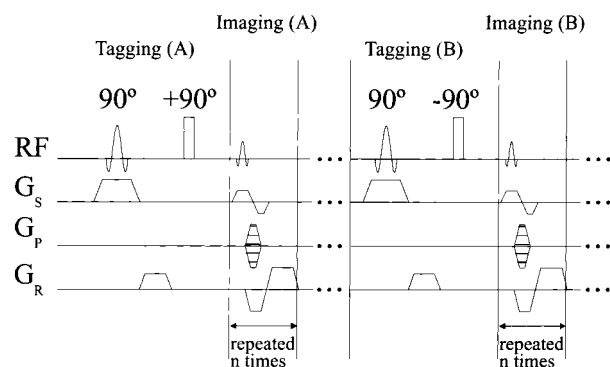 Imaging (A)
Imaging (B)
Tagging (A)
Tagging (B)
90º
+90º
90º
-90º
RF
G_S
G_P
G_R
repeated
n times
repeated
n times